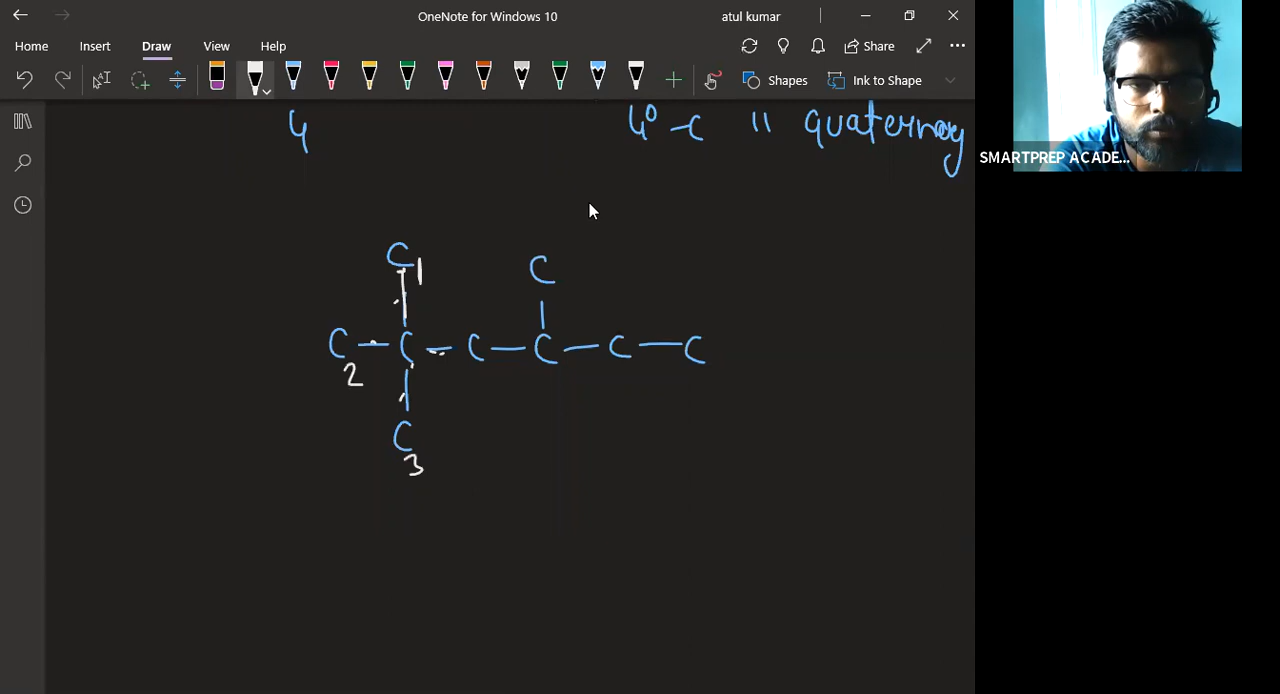 OneNote for Windows 10
atul kumar
Home Insert Draw View Help
Share
Shapes Ink to Shape
SMARTPREP ACADE...
4 4⁰ -C " quaternary
C 1 C
C - C - C - C - C - C
2
C
3